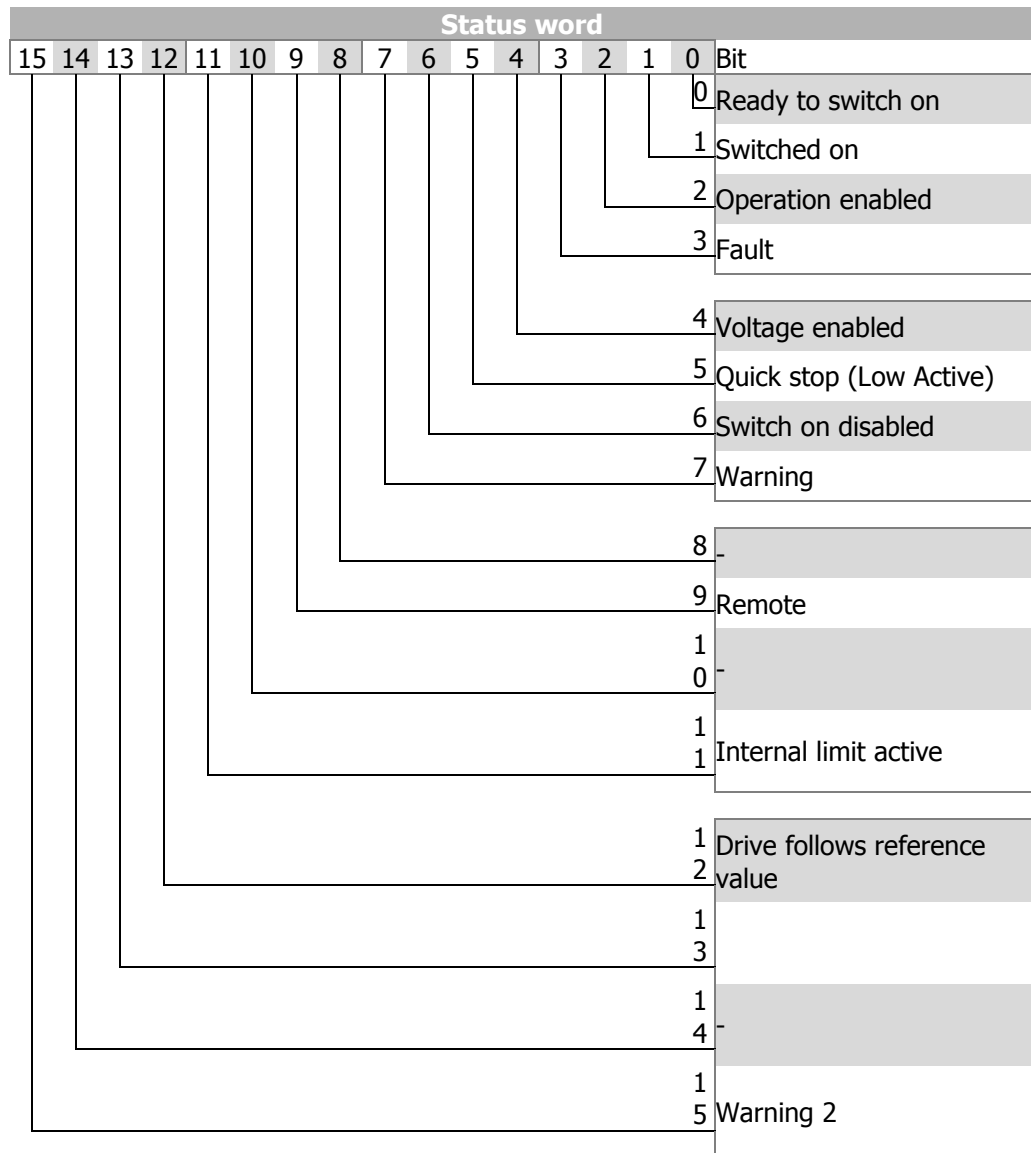 Status word
15 14 13 12 11 10 9 8 7 6 5 4 3 2 1 0 Bit
0 Ready to switch on
1 Switched on
2 Operation enabled
3 Fault
4 Voltage enabled
5 Quick stop (Low Active)
6 Switch on disabled
7 Warning
8 -
9 Remote
1
0 -
1
1 Internal limit active
1 Drive follows reference
2 value
1
3
1
4 -
1
5 Warning 2